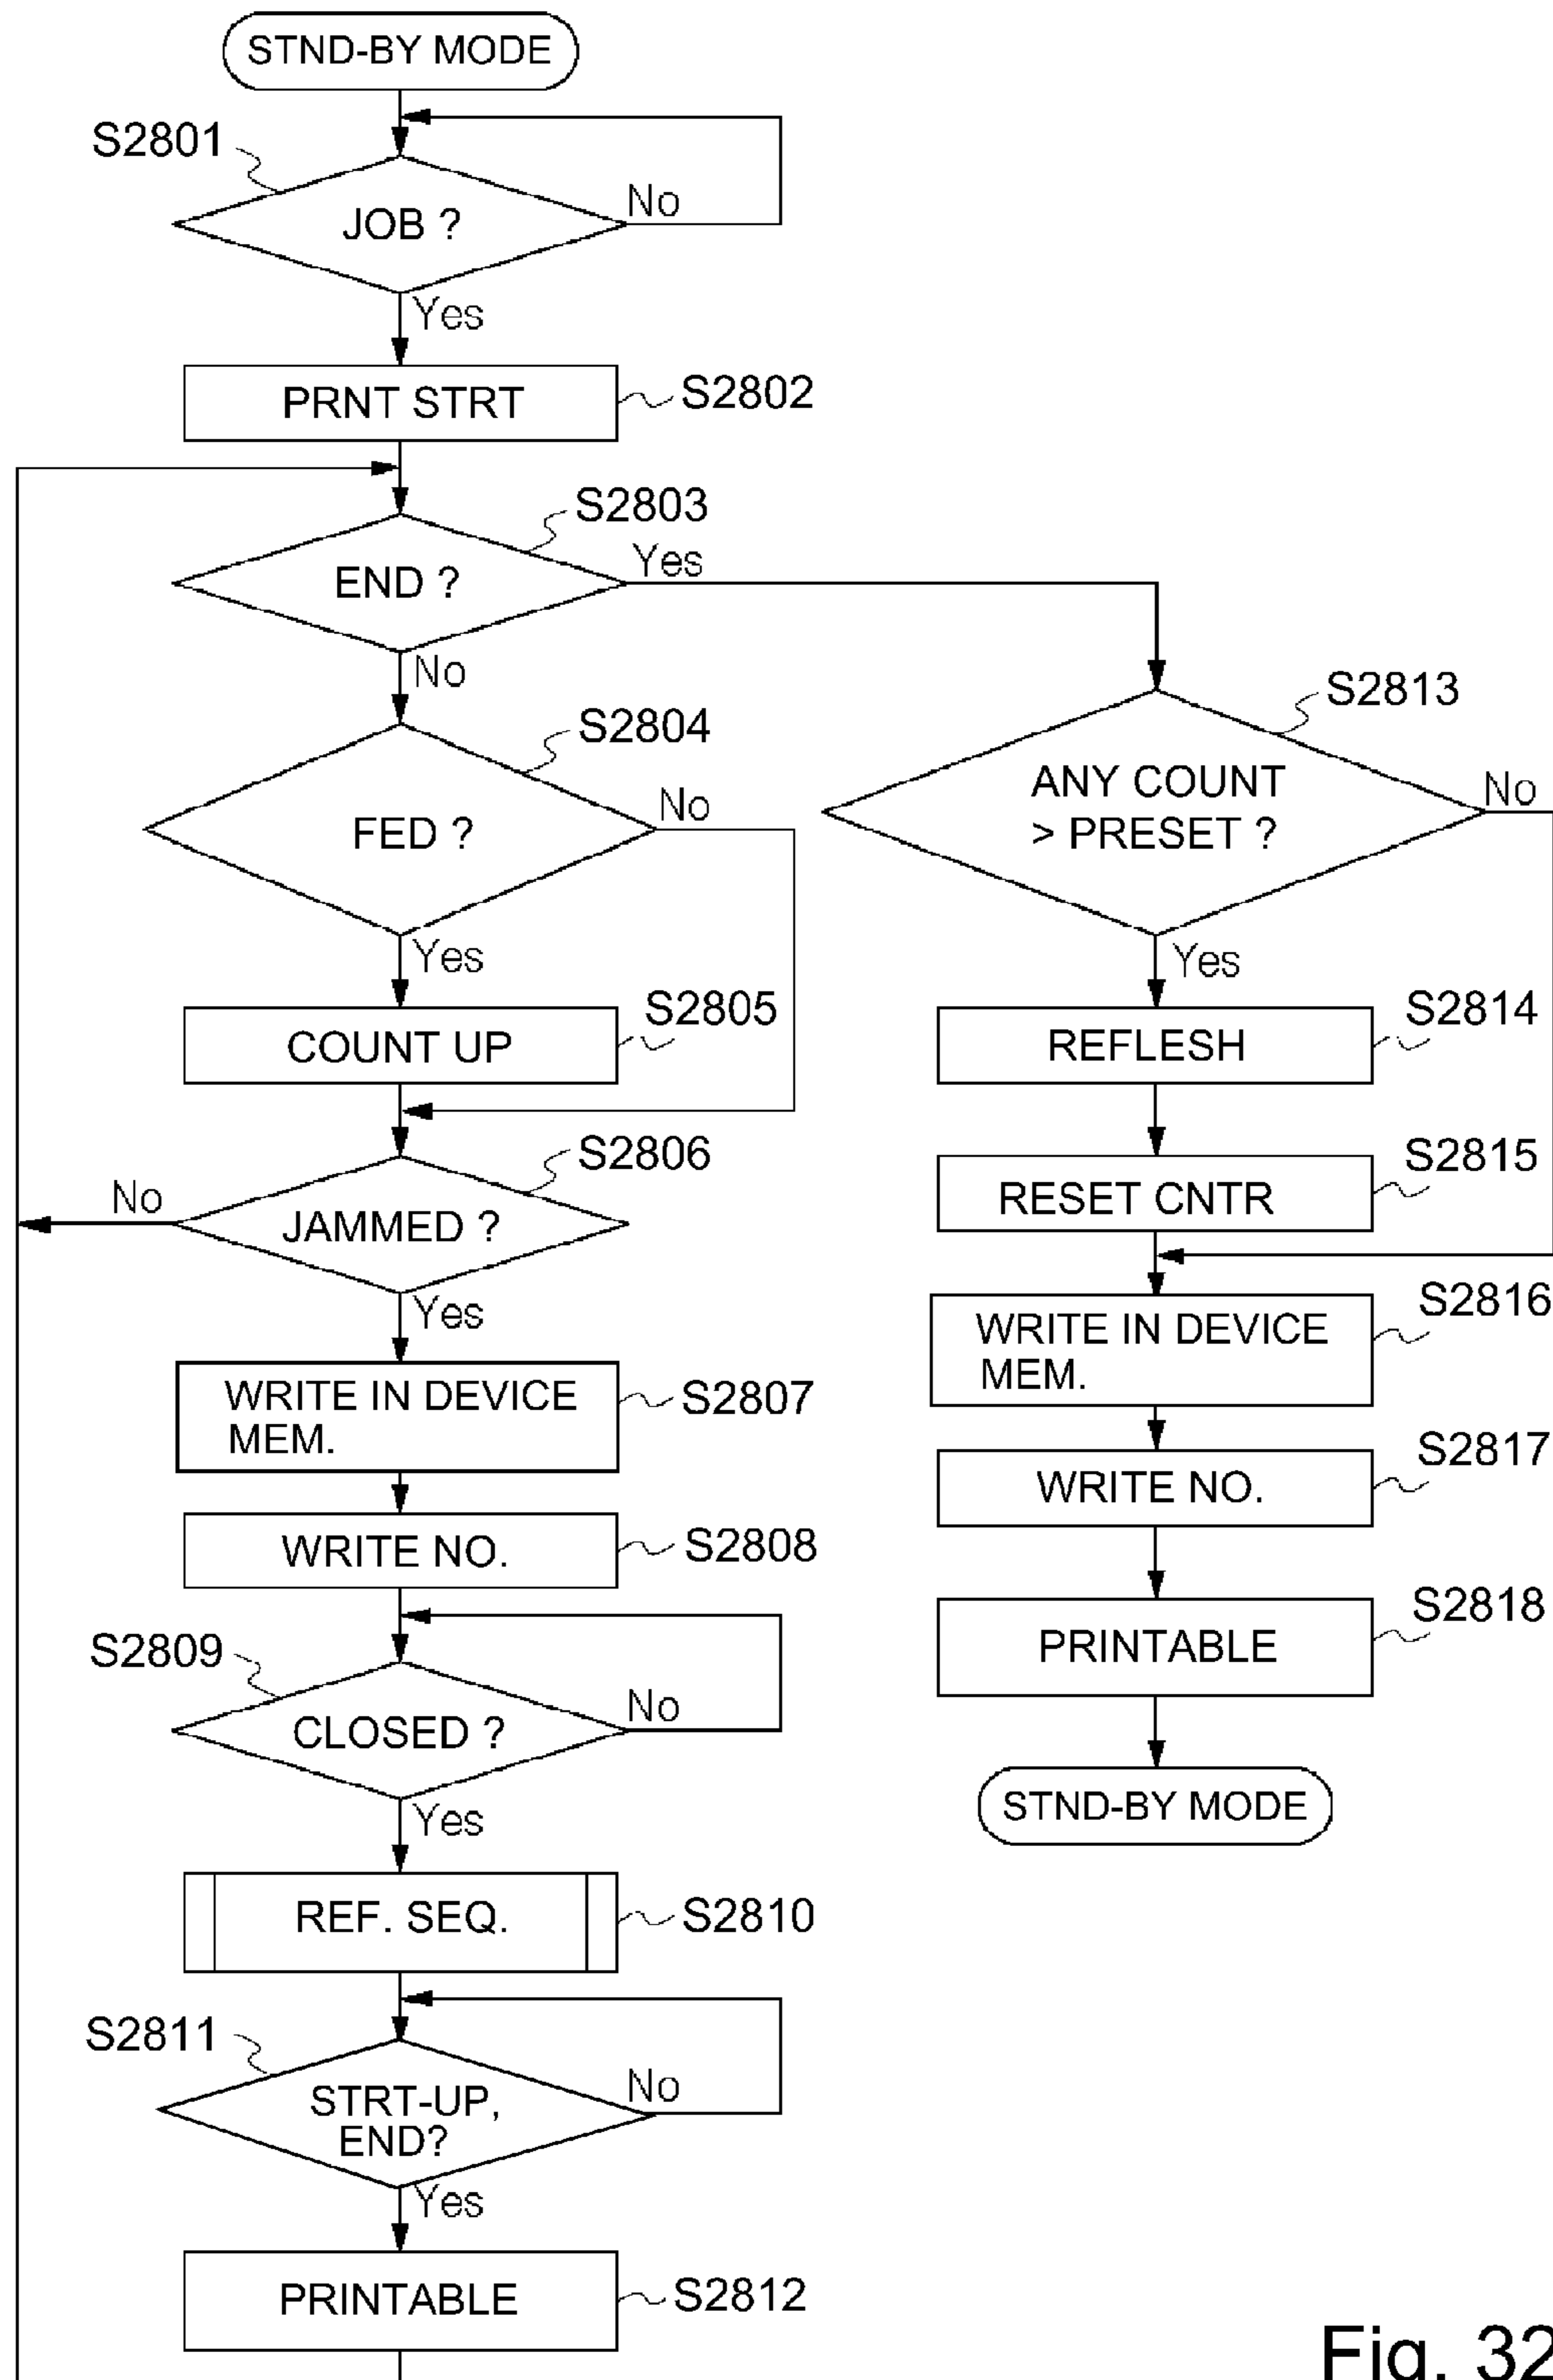 STND-BY MODE
S2801
JOB ?
No
Yes
PRNT STRT
S2802
S2803
END ?
Yes
No
S2804
FED ?
No
Yes
COUNT UP
S2805
S2806
JAMMED ?
No
Yes
WRITE IN DEVICE
MEM.
S2807
WRITE NO.
S2808
S2809
CLOSED ?
No
Yes
REF. SEQ.
S2810
S2811
STRT-UP,
END?
No
Yes
PRINTABLE
S2812
S2813
ANY COUNT
> PRESET ?
No
Yes
REFLESH
S2814
RESET CNTR
S2815
WRITE IN DEVICE
MEM.
S2816
WRITE NO.
S2817
PRINTABLE
S2818
STND-BY MODE
Fig. 32